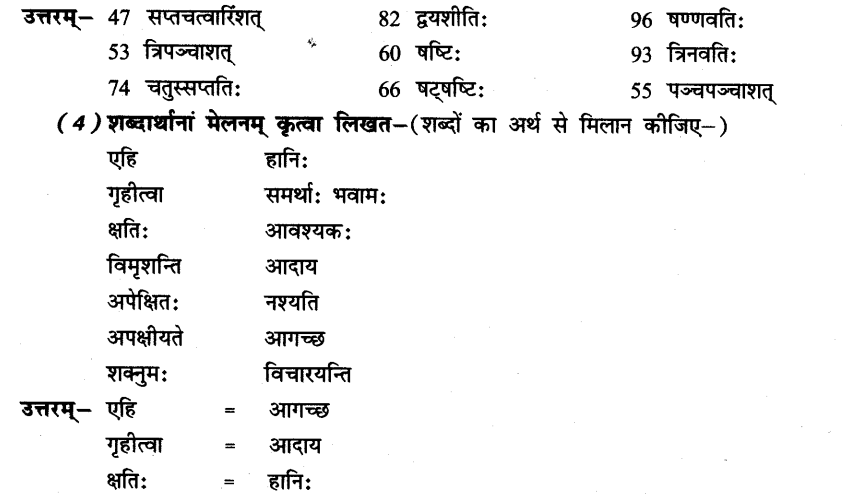 उत्तरम्– 47 सप्तचत्वारिंशत् 82 द्वयशीतिः 96 षण्णवतिः
53 त्रिपञ्चाशत् 60 षष्टिः 93 त्रिनवतिः
74 चतुस्सप्ततिः 66 षट्षष्टिः 55 पञ्चपञ्चाशत्
(4) शब्दार्थानां मेलनम् कृत्वा लिखत–(शब्दों का अर्थ से मिलान कीजिए–)
एहि हानिः
गृहीत्वा समर्थाः भवामः
क्षतिः आवश्यकः
विमृशन्ति आदाय
अपेक्षितः नश्यति
अपक्षीयते आगच्छ
शक्नुमः विचारयन्ति
उत्तरम्– एहि = आगच्छ
गृहीत्वा = आदाय
क्षतिः = हानिः